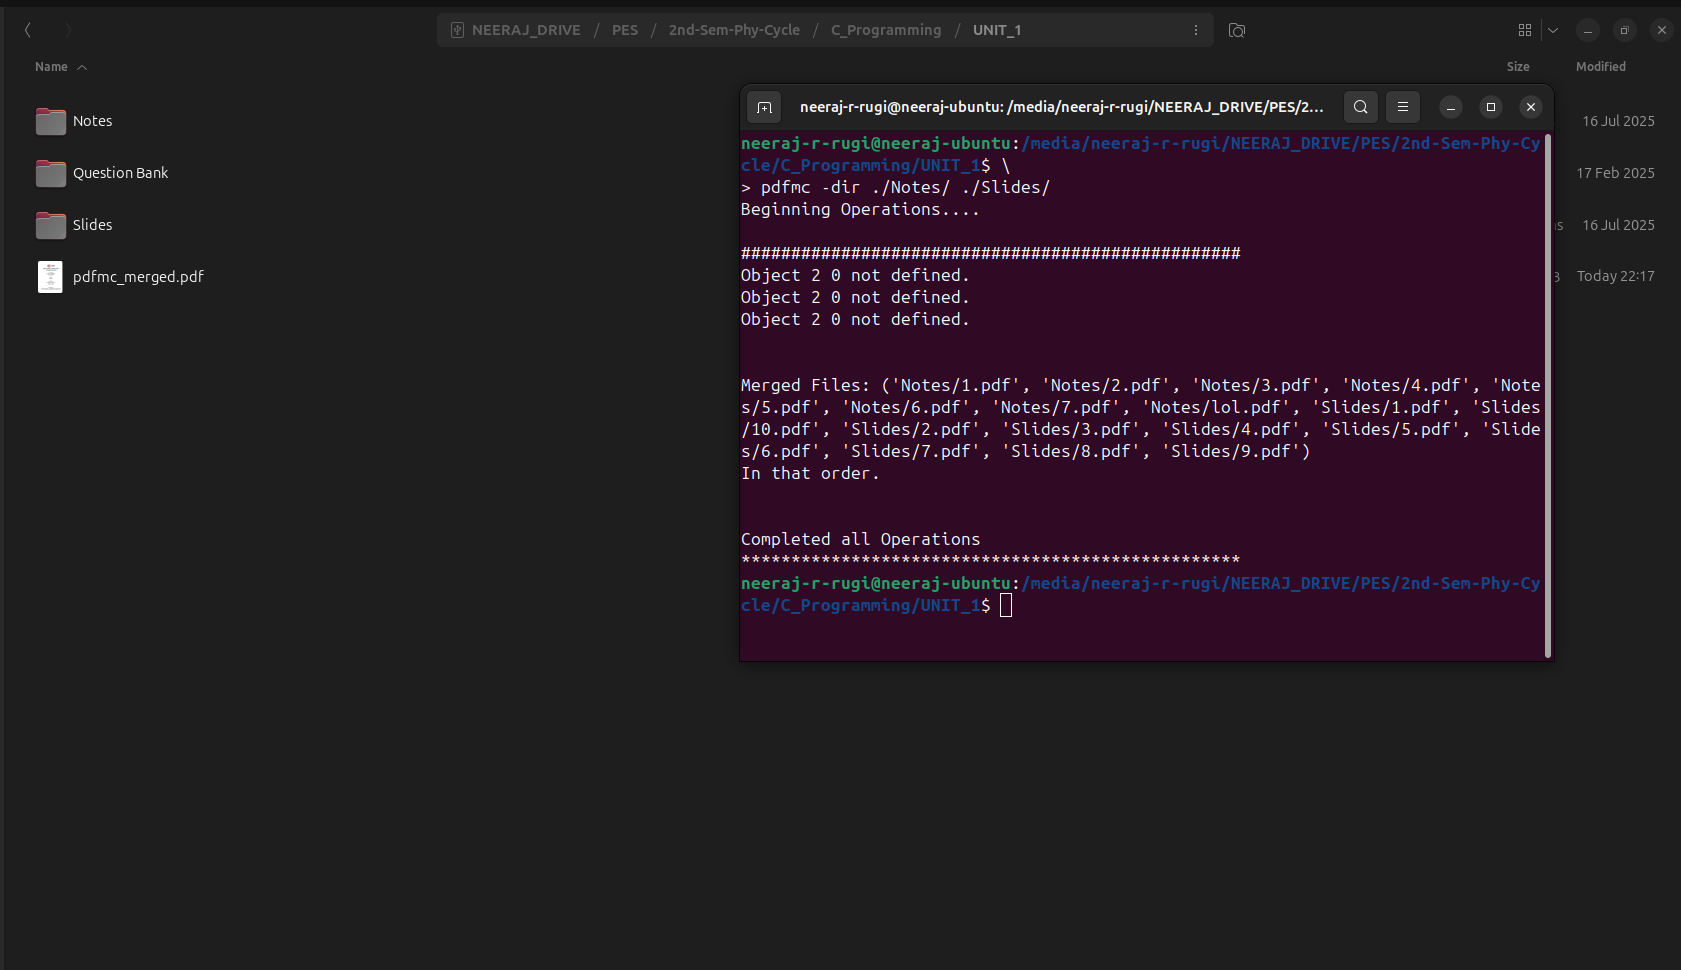 NEERAJ_DRIVE / PES / 2nd-Sem-Phy-Cycle / C_Programming / UNIT_1
Name Size Modified
Notes 16 Jul 2025
Question Bank 17 Feb 2025
Slides 16 Jul 2025
pdfmc_merged.pdf Today 22:17
neeraj-r-rugi@neeraj-ubuntu: /media/neeraj-r-rugi/NEERAJ_DRIVE/PES/2...
neeraj-r-rugi@neeraj-ubuntu:/media/neeraj-r-rugi/NEERAJ_DRIVE/PES/2nd-Sem-Phy-Cy
cle/C_Programming/UNIT_1$ \
> pdfmc -dir ./Notes/ ./Slides/
Beginning Operations....
##################################################
Object 2 0 not defined.
Object 2 0 not defined.
Object 2 0 not defined.
Merged Files: ('Notes/1.pdf', 'Notes/2.pdf', 'Notes/3.pdf', 'Notes/4.pdf', 'Note
s/5.pdf', 'Notes/6.pdf', 'Notes/7.pdf', 'Notes/lol.pdf', 'Slides/1.pdf', 'Slides
/10.pdf', 'Slides/2.pdf', 'Slides/3.pdf', 'Slides/4.pdf', 'Slides/5.pdf', 'Slide
s/6.pdf', 'Slides/7.pdf', 'Slides/8.pdf', 'Slides/9.pdf')
In that order.
Completed all Operations
**************************************************
neeraj-r-rugi@neeraj-ubuntu:/media/neeraj-r-rugi/NEERAJ_DRIVE/PES/2nd-Sem-Phy-Cy
cle/C_Programming/UNIT_1$